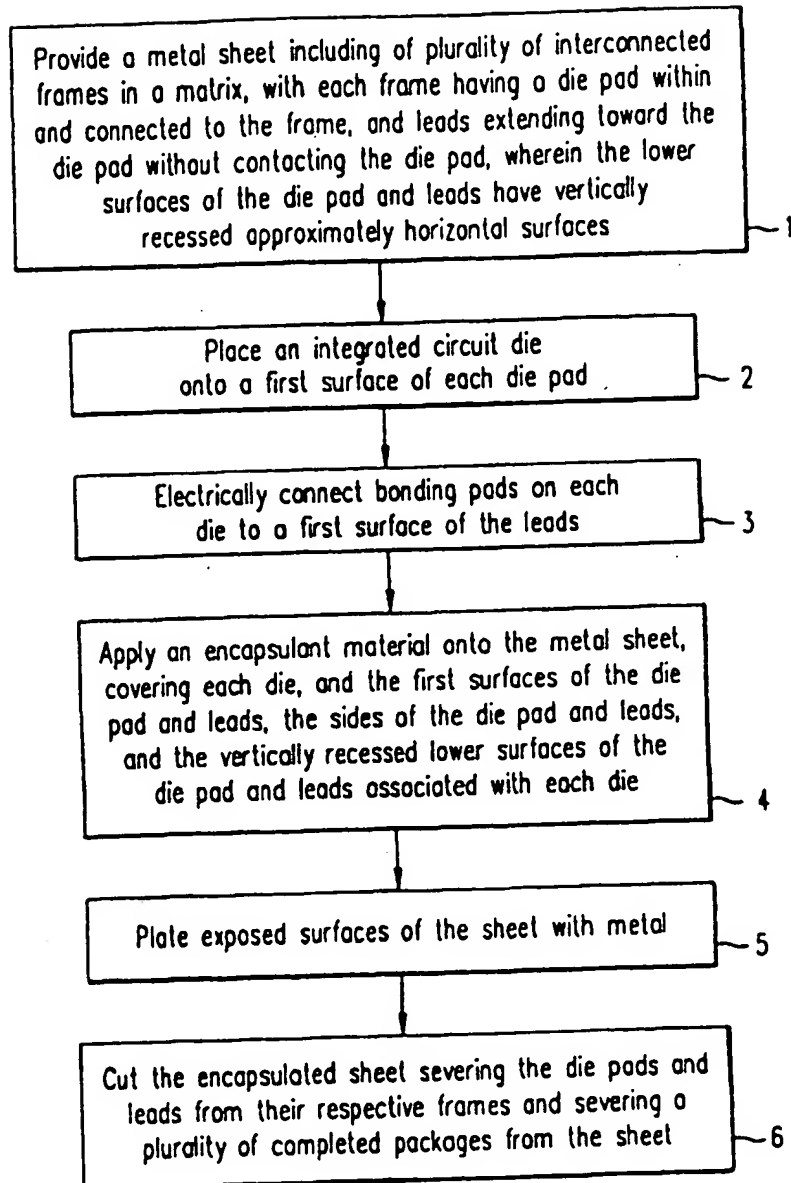 Provide a metal sheet including of plurality of interconnected
frames in a matrix, with each frame having a die pad within
and connected to the frame, and leads extending toward the
die pad without contacting the die pad, wherein the lower
surfaces of the die pad and leads have vertically
recessed approximately horizontal surfaces
1
Place an integrated circuit die
onto a first surface of each die pad
2
Electrically connect bonding pads on each
die to a first surface of the leads
3
Apply an encapsulant material onto the metal sheet,
covering each die, and the first surfaces of the die
pad and leads, the sides of the die pad and leads,
and the vertically recessed lower surfaces of the
die pad and leads associated with each die
4
Plate exposed surfaces of the sheet with metal
5
Cut the encapsulated sheet severing the die pads and
leads from their respective frames and severing a
plurality of completed packages from the sheet
6